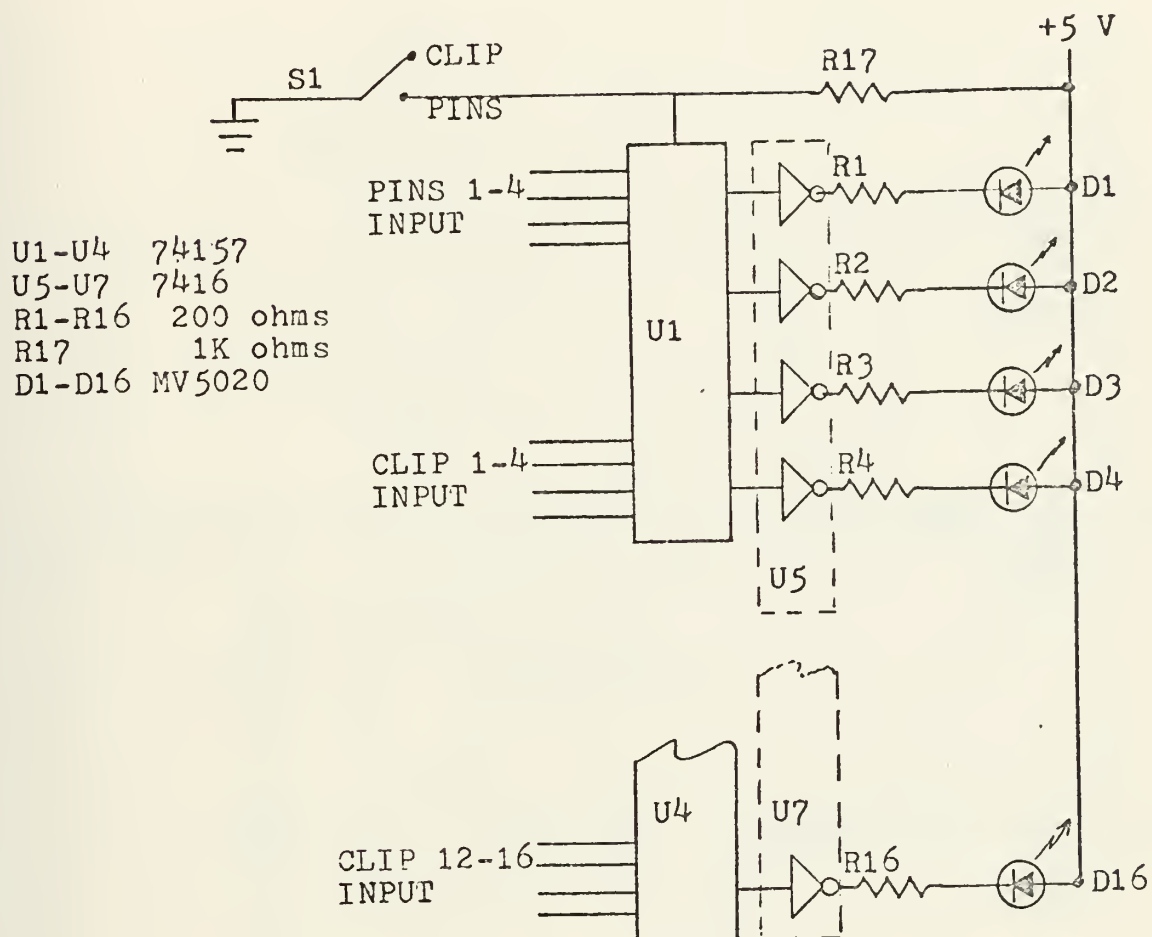 +5 V
CLIP
R17
S1
PINS
R1
PINS 1-4
INPUT
D1
U1-U4 74157
U5-U7 7416
R1-R16 200 ohms
R17 1K ohms
D1-D16 MV5020
R2
D2
U1
R3
D3
CLIP 1-4
INPUT
R4
D4
U5
U4
U7
CLIP 12-16
INPUT
R16
D16